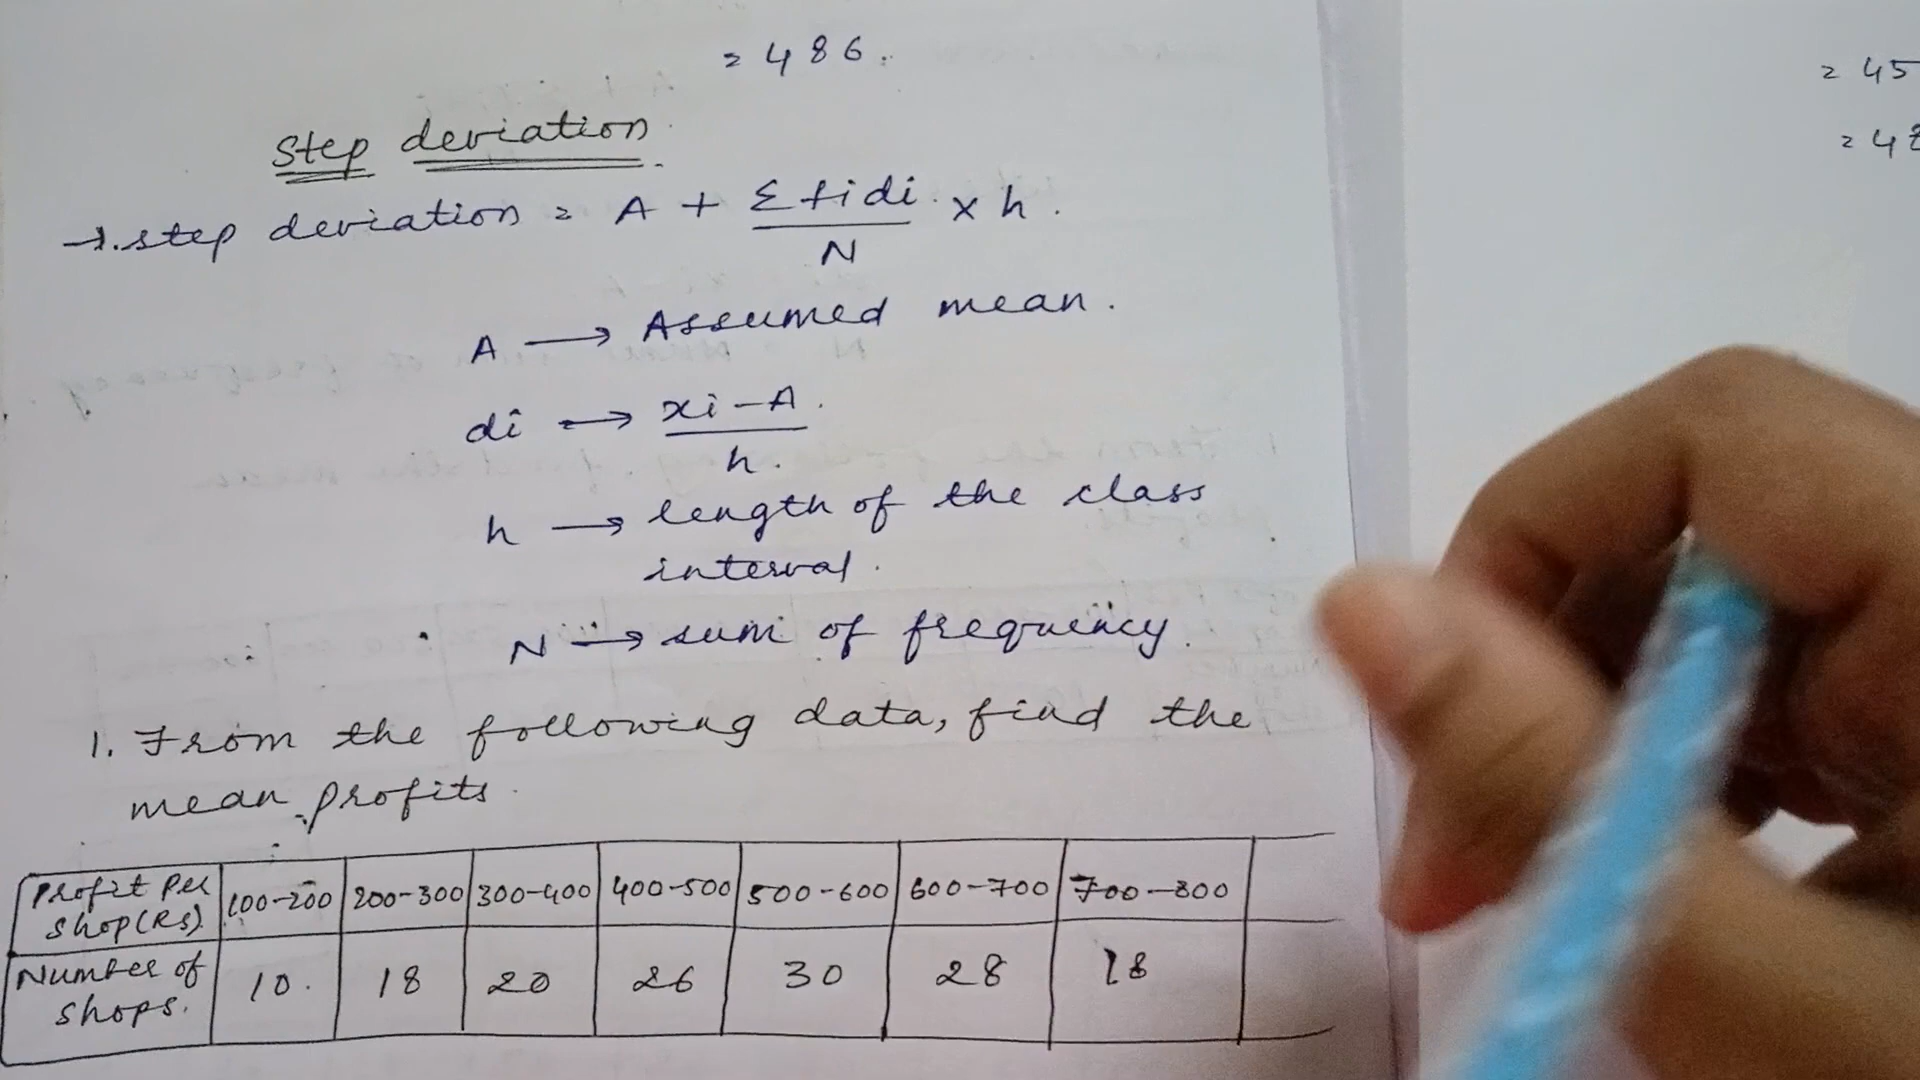 = 486.
= 45
= 48
Step deviation
→ step deviation = A + Σfidi / N × h.
A → Assumed mean.
di → xi - A / h.
h → length of the class
interval.
N → sum of frequency.
1. From the following data, find the
mean profits.
Profit Per shop (Rs) 100-200 200-300 300-400 400-500 500-600 600-700 700-800
Number of shops. 10. 18 20 26 30 28 18